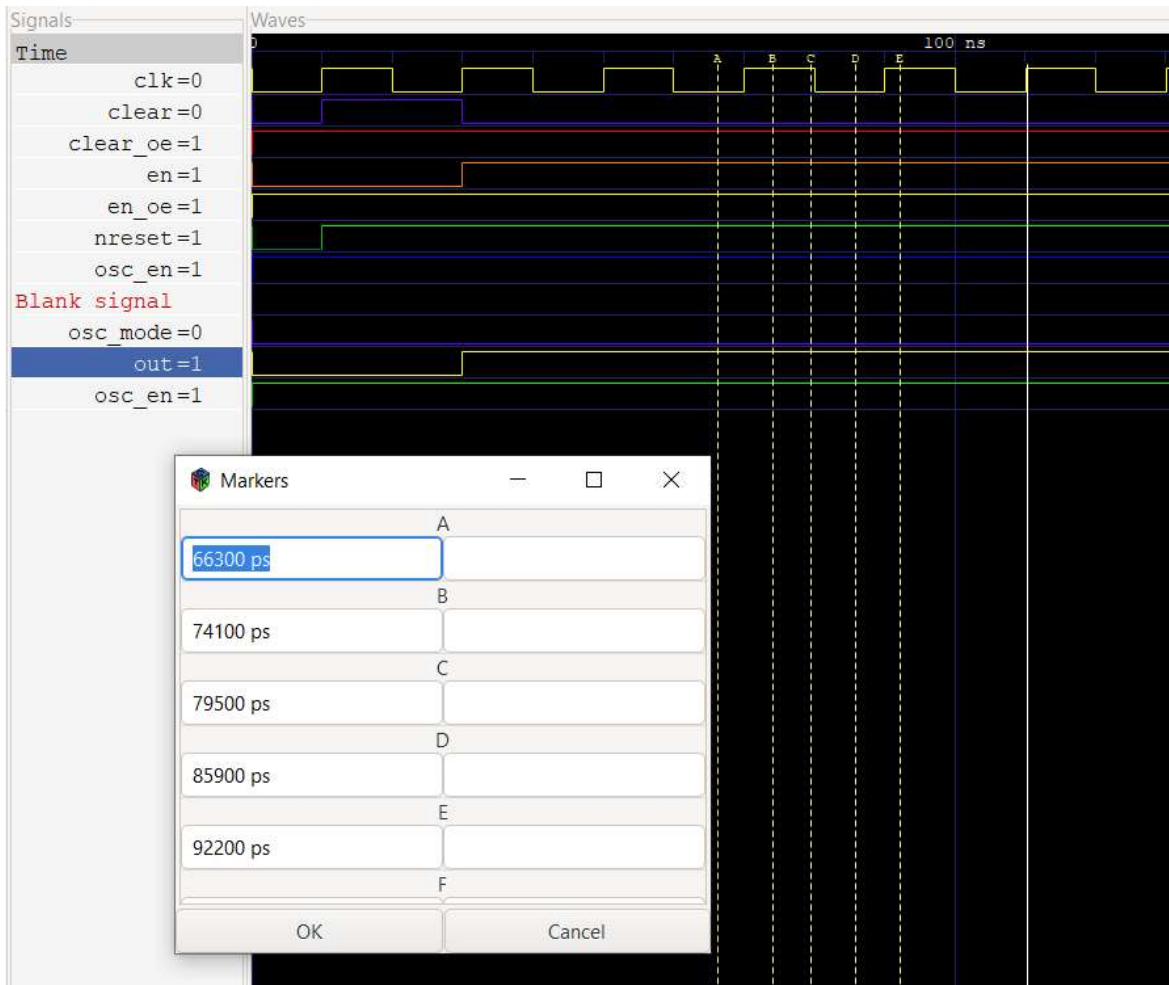 Signals
Waves
Time
0
100 ns
A B C D E
clk=0
clear=0
clear_oe=1
en=1
en_oe=1
nreset=1
osc_en=1
Blank signal
osc_mode=0
out=1
osc_en=1
Markers
A
66300 ps
B
74100 ps
C
79500 ps
D
85900 ps
E
92200 ps
F
OK
Cancel